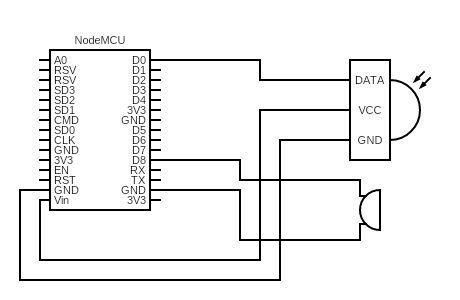 NodeMCU
A0 D0
RSV D1
RSV D2
SD3 D3
SD2 D4
SD1 3V3
CMD GND
SD0 D5
CLK D6
GND D7
3V3 D8
EN RX
RST TX
GND GND
Vin 3V3
DATA
VCC
GND